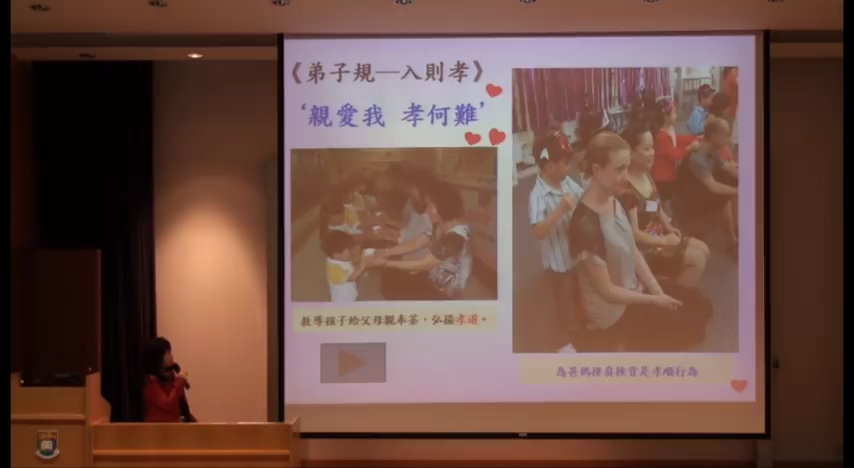 《弟子規—入則孝》
‘親愛我 孝何難’
教導孩子給父母親奉茶，弘揚孝道。
為爸媽捶肩捶背是孝順行為